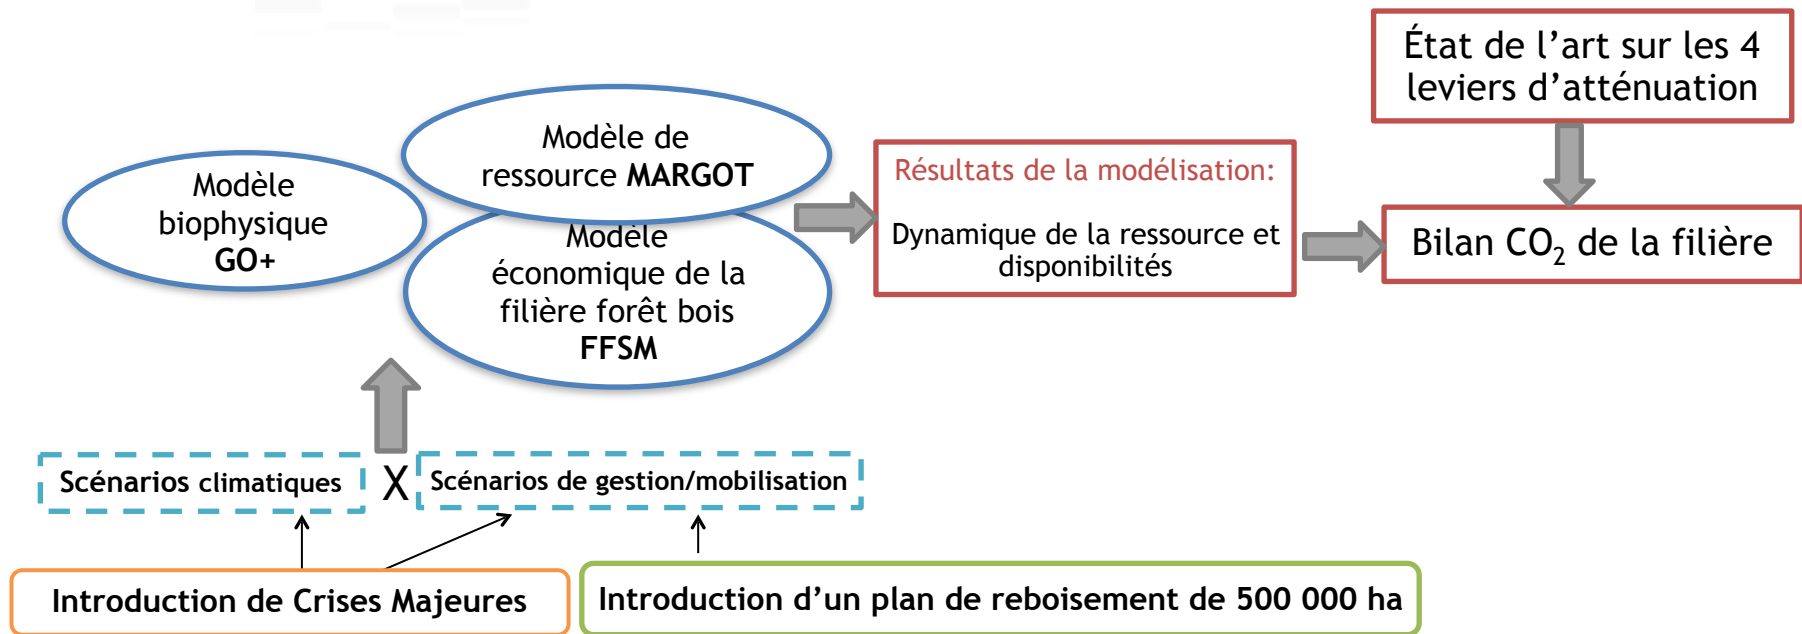 État de l’art sur les 4
leviers d’atténuation
Modèle de
ressource MARGOT
Modèle
biophysique
GO+
Modèle
économique de la
filière forêt bois
FFSM
Résultats de la modélisation:
Dynamique de la ressource et
disponibilités
Bilan CO₂ de la filière
Scénarios climatiques
X
Scénarios de gestion/mobilisation
Introduction de Crises Majeures
Introduction d’un plan de reboisement de 500 000 ha